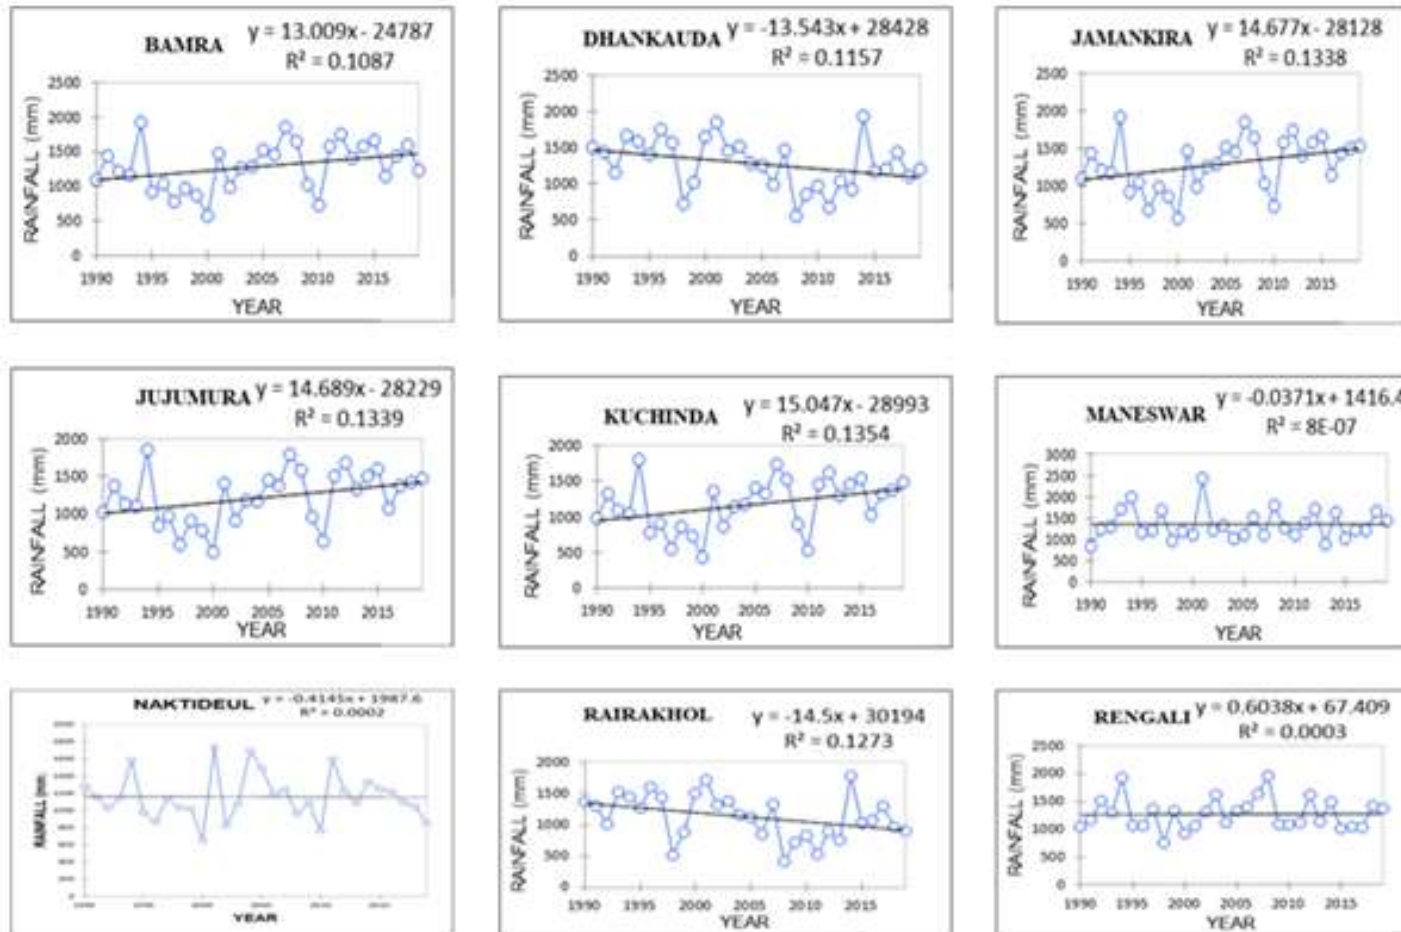 BAMRA y = 13.009x - 24787
R² = 0.1087
RAINFALL (mm)
2500
2000
1500
1000
500
0
1990 1995 2000 2005 2010 2015
YEAR
DHANKAUDA y = -13.543x + 28428
R² = 0.1157
RAINFALL (mm)
2500
2000
1500
1000
500
0
1990 1995 2000 2005 2010 2015
YEAR
JAMANKIRA y = 14.677x - 28128
R² = 0.1338
RAINFALL (mm)
2500
2000
1500
1000
500
0
1990 1995 2000 2005 2010 2015
YEAR
JUJUMURA y = 14.689x - 28229
R² = 0.1339
RAINFALL (mm)
2000
1500
1000
500
0
1990 1995 2000 2005 2010 2015
YEAR
KUCHINDA y = 15.047x - 28993
R² = 0.1354
RAINFALL (mm)
2000
1500
1000
500
0
1990 1995 2000 2005 2010 2015
YEAR
MANESWAR y = -0.0371x + 1416.4
R² = 8E-07
RAINFALL (mm)
3000
2500
2000
1500
1000
500
0
1990 1995 2000 2005 2010 2015
YEAR
NAKTIDEUL y = -0.4145x + 1987.6
R² = 0.0002
RAINFALL (mm
YEAR
RAIRAKHOL y = -14.5x + 30194
R² = 0.1273
RAINFALL (mm)
2000
1500
1000
500
0
1990 1995 2000 2005 2010 2015
YEAR
RENGALI y = 0.6038x + 67.409
R² = 0.0003
RAINFALL (mm)
2500
2000
1500
1000
500
0
1990 1995 2000 2005 2010 2015
YEAR